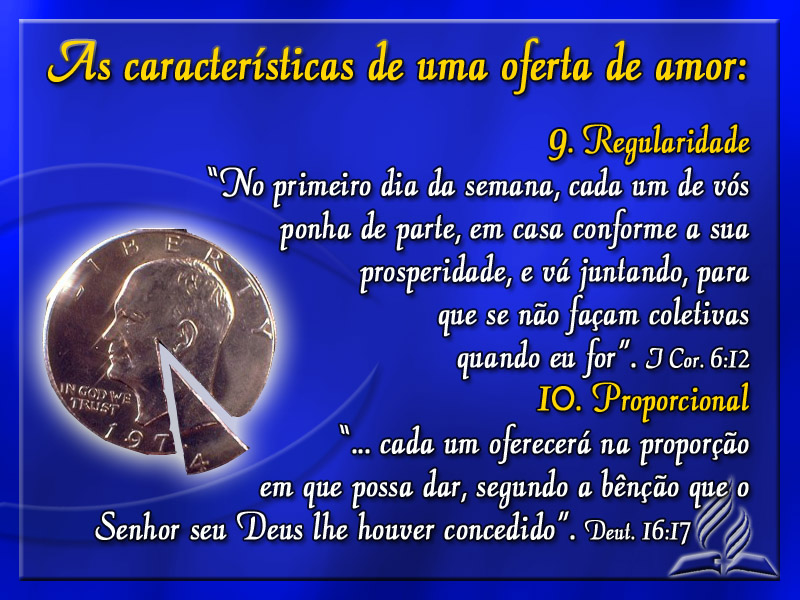 As características de uma oferta de amor:
9. Regularidade
“No primeiro dia da semana, cada um de vós
ponha de parte, em casa conforme a sua
prosperidade, e vá juntando, para
que se não façam coletivas
quando eu for”. I Cor. 6:12
10. Proporcional
“... cada um oferecerá na proporção
em que possa dar, segundo a bênção que o
Senhor seu Deus lhe houver concedido”. Deut. 16:17
LIBERTY
IN GOD WE
TRUST
1974